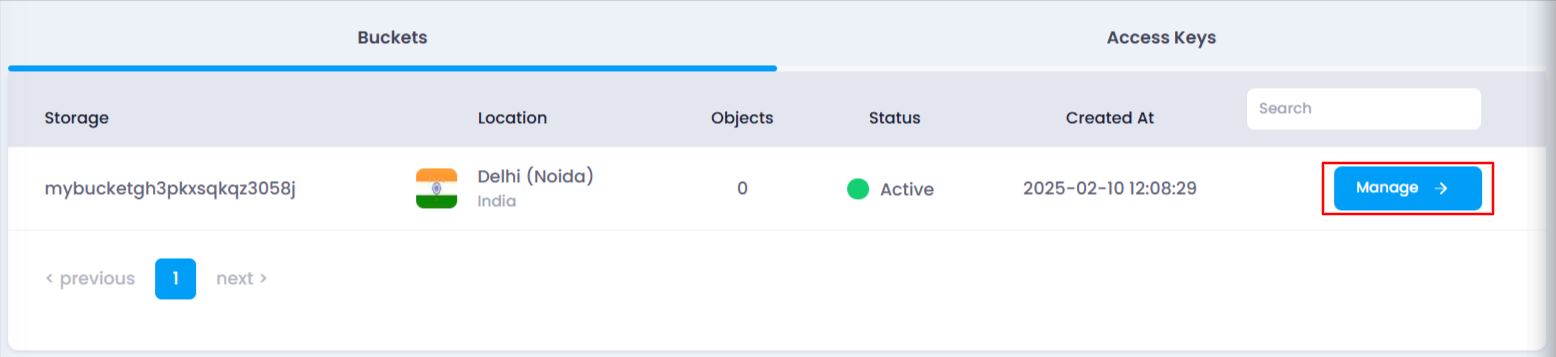 Buckets Access Keys
Storage Location Objects Status Created At Search
mybucketgh3pkxsqkqz3058j Delhi (Noida) 0 Active 2025-02-10 12:08:29 Manage →
India
< previous 1 next >